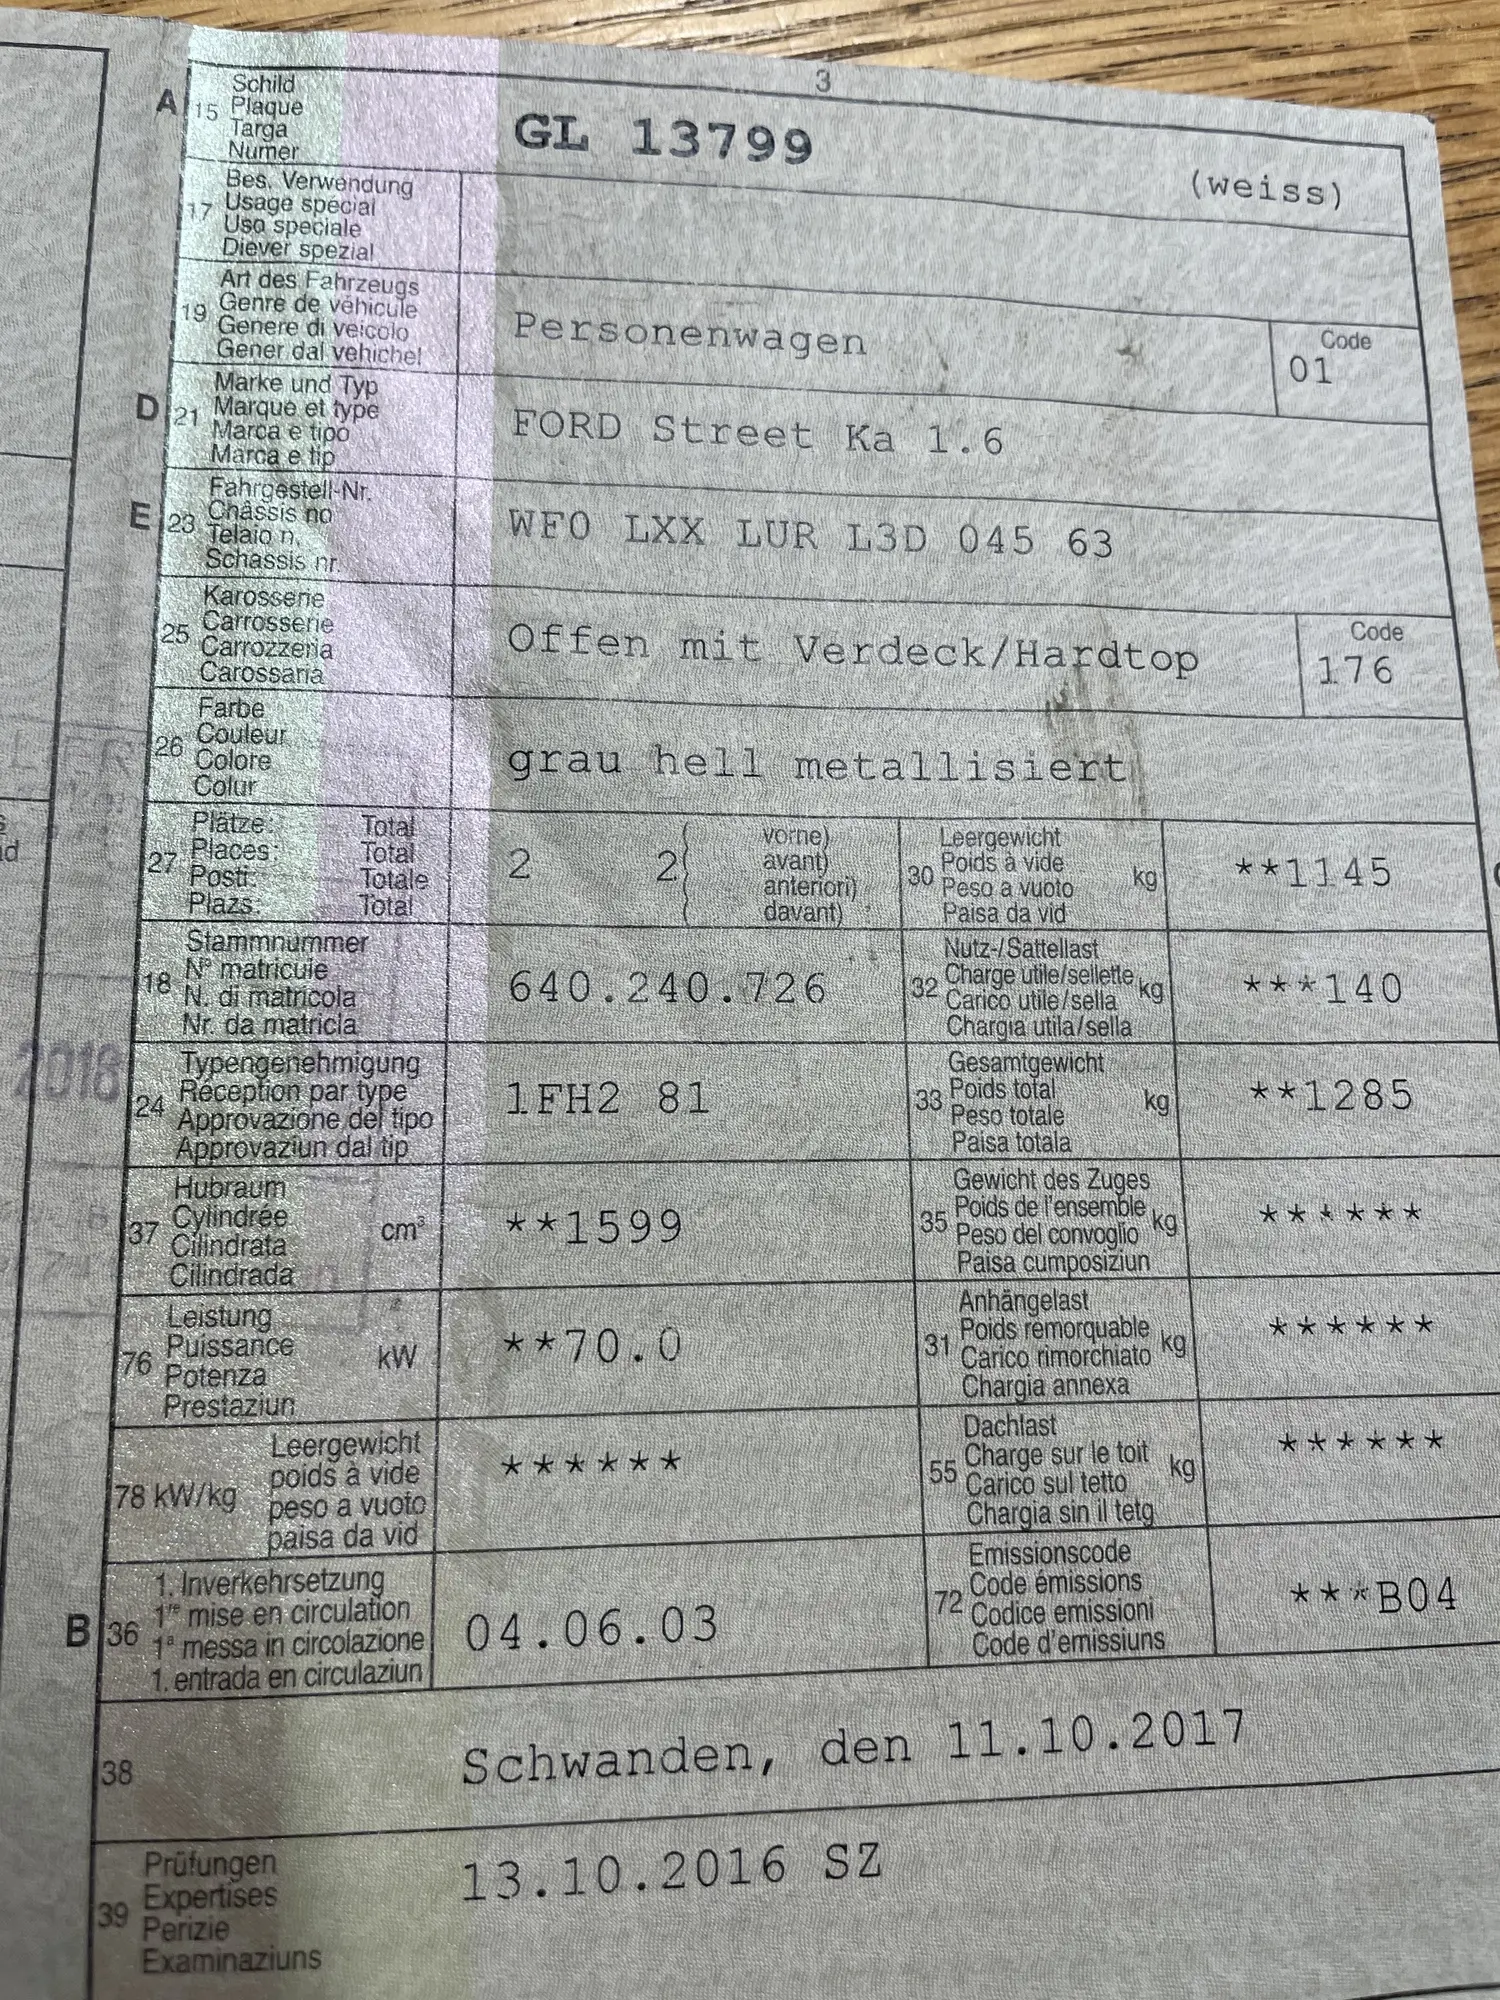 3
A 15 Schild
Plaque
Targa
Numer
GL 13799
(weiss)
17 Bes. Verwendung
Usage spécial
Uso speciale
Diever spezial
19 Art des Fahrzeugs
Genre de véhicule
Genere di veicolo
Gener dal vehichel
Personenwagen
Code
01
D 21 Marke und Typ
Marque et type
Marca e tipo
Marca e tip
FORD Street Ka 1.6
E 23 Fahrgestell-Nr.
Châssis no
Telaio n.
Schassis nr.
WF0 LXX LUR L3D 045 63
25 Karosserie
Carrosserie
Carrozzeria
Carossaria
Offen mit Verdeck/Hardtop
Code
176
26 Farbe
Couleur
Colore
Colur
grau hell metallisiert
27 Plätze: Total
Places: Total
Posti: Totale
Plazs: Total
2 2
( vorne)
( avant)
( anteriori)
( davant)
30 Leergewicht
Poids à vide
Peso a vuoto
Paisa da vid
kg
**1145
18 Stammnummer
N° matricule
N. di matricola
Nr. da matricla
640.240.726
32 Nutz-/Sattellast
Charge utile/sellette
Carico utile/sella
Chargia utila/sella
kg
***140
24 Typengenehmigung
Réception par type
Approvazione del tipo
Approvaziun dal tip
1FH2 81
33 Gesamtgewicht
Poids total
Peso totale
Paisa totala
kg
**1285
37 Hubraum
Cylindrée
Cilindrata
Cilindrada
cm³
**1599
35 Gewicht des Zuges
Poids de l'ensemble
Peso del convoglio
Paisa cumposiziun
kg
******
76 Leistung
Puissance
Potenza
Prestaziun
kW
**70.0
31 Anhängelast
Poids remorquable
Carico rimorchiato
Chargia annexa
kg
******
78 kW/kg
Leergewicht
poids à vide
peso a vuoto
paisa da vid
******
55 Dachlast
Charge sur le toit
Carico sul tetto
Chargia sin il tetg
kg
******
B 36 1. Inverkehrsetzung
1re mise en circulation
1a messa in circolazione
1. entrada en circulaziun
04.06.03
72 Emissionscode
Code émissions
Codice emissioni
Code d'emissiuns
***B04
38
Schwanden, den 11.10.2017
39 Prüfungen
Expertises
Perizie
Examinaziuns
13.10.2016 SZ
2018